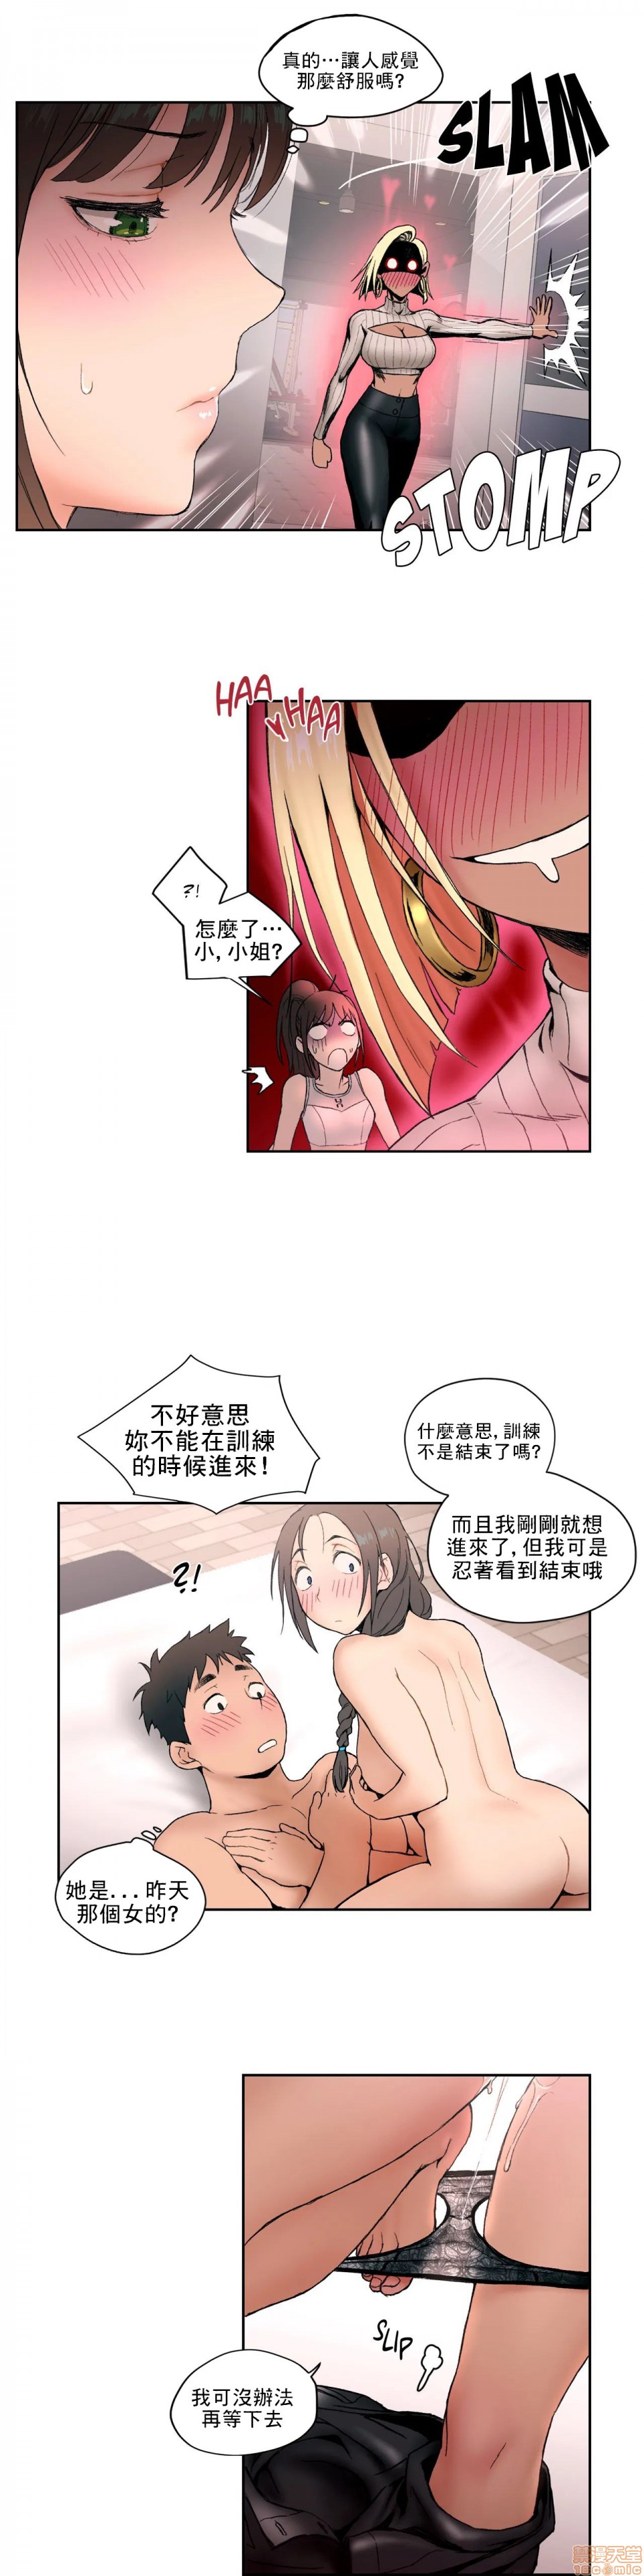 真的…讓人感覺
那麼舒服嗎?
SLAM
STOMP
HAA
HAA
?!
怎麼了…
小,小姐?
不好意思
妳不能在訓練
的時候進來!
什麼意思,訓練
不是結束了嗎?
而且我剛剛就想
進來了,但我可是
忍著看到結束哦
?!
她是...昨天
那個女的?
SLIP
我可沒辦法
再等下去